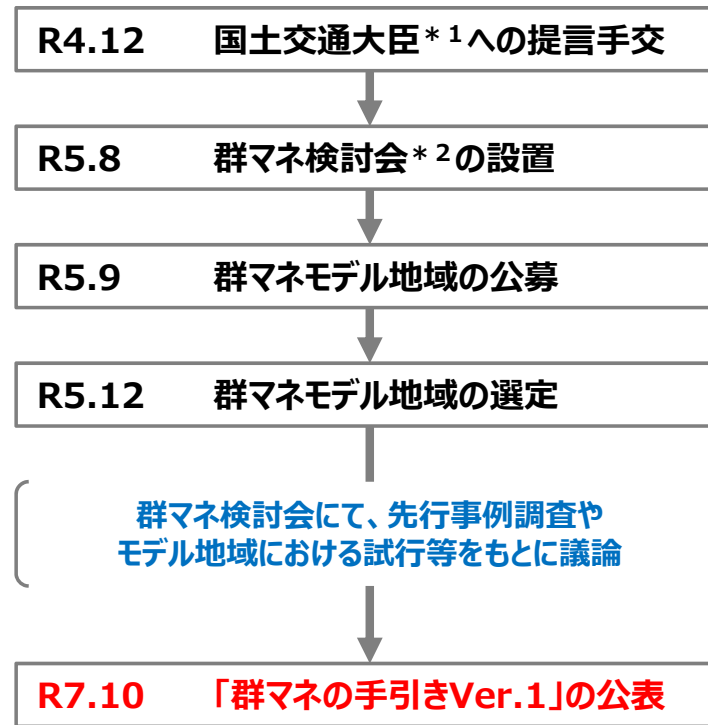 R4.12 国土交通大臣＊1への提言手交
R5.8 群マネ検討会＊2の設置
R5.9 群マネモデル地域の公募
R5.12 群マネモデル地域の選定
群マネ検討会にて、先行事例調査や
モデル地域における試行等をもとに議論
R7.10 「群マネの手引きVer.1」の公表